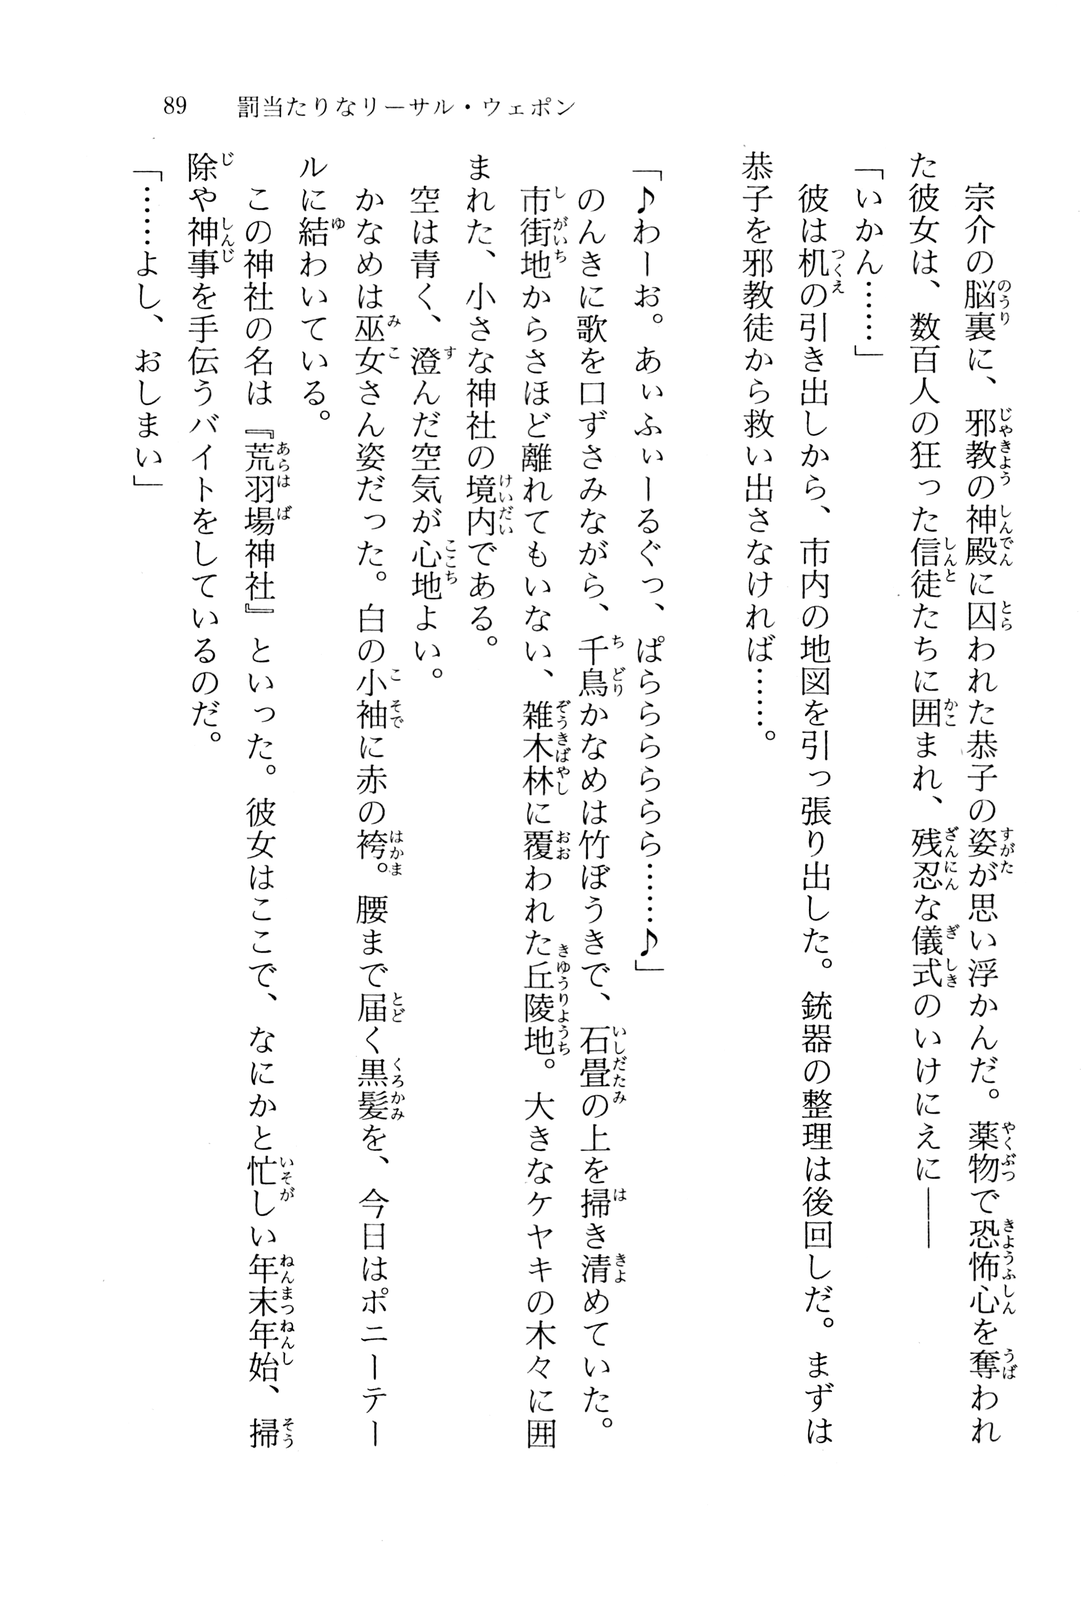 89　罰当たりなリーサル・ウェポン
　宗介の脳裏に、邪教の神殿に囚われた恭子の姿が思い浮かんだ。薬物で恐怖心を奪われ
た彼女は、数百人の狂った信徒たちに囲まれ、残忍な儀式のいけにえに――
「いかん……」
　彼は机の引き出しから、市内の地図を引っ張り出した。銃器の整理は後回しだ。まずは
恭子を邪教徒から救い出さなければ……。
「♪わーお。あぃふぃーるぐっ、ぱらららららら……♪」
　のんきに歌を口ずさみながら、千鳥かなめは竹ぼうきで、石畳の上を掃き清めていた。
　市街地からさほど離れてもいない、雑木林に覆われた丘陵地。大きなケヤキの木々に囲
まれた、小さな神社の境内である。
　空は青く、澄んだ空気が心地よい。
　かなめは巫女さん姿だった。白の小袖に赤の袴。腰まで届く黒髪を、今日はポニーテー
ルに結わいている。
　この神社の名は『荒羽場神社』といった。彼女はここで、なにかと忙しい年末年始、掃
除や神事を手伝うバイトをしているのだ。
「……よし、おしまい」